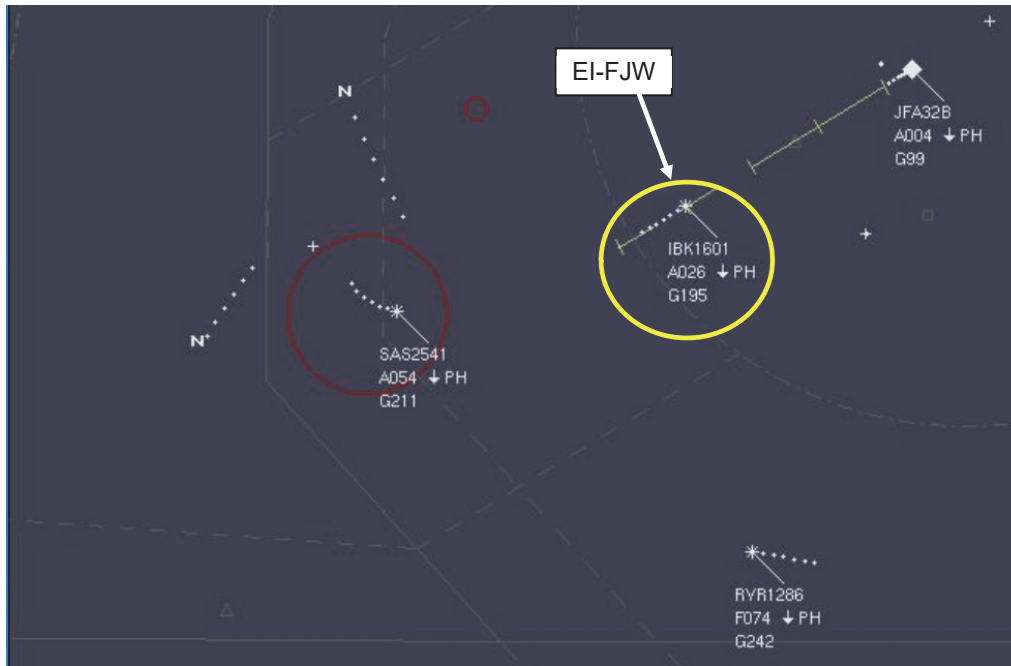 EI-FJW
N
JFA32B
A004 ↓ PH
G99
IBK1601
A026 ↓ PH
G195
N
SAS2541
A054 ↓ PH
G211
RYR1286
F074 ↓ PH
G242